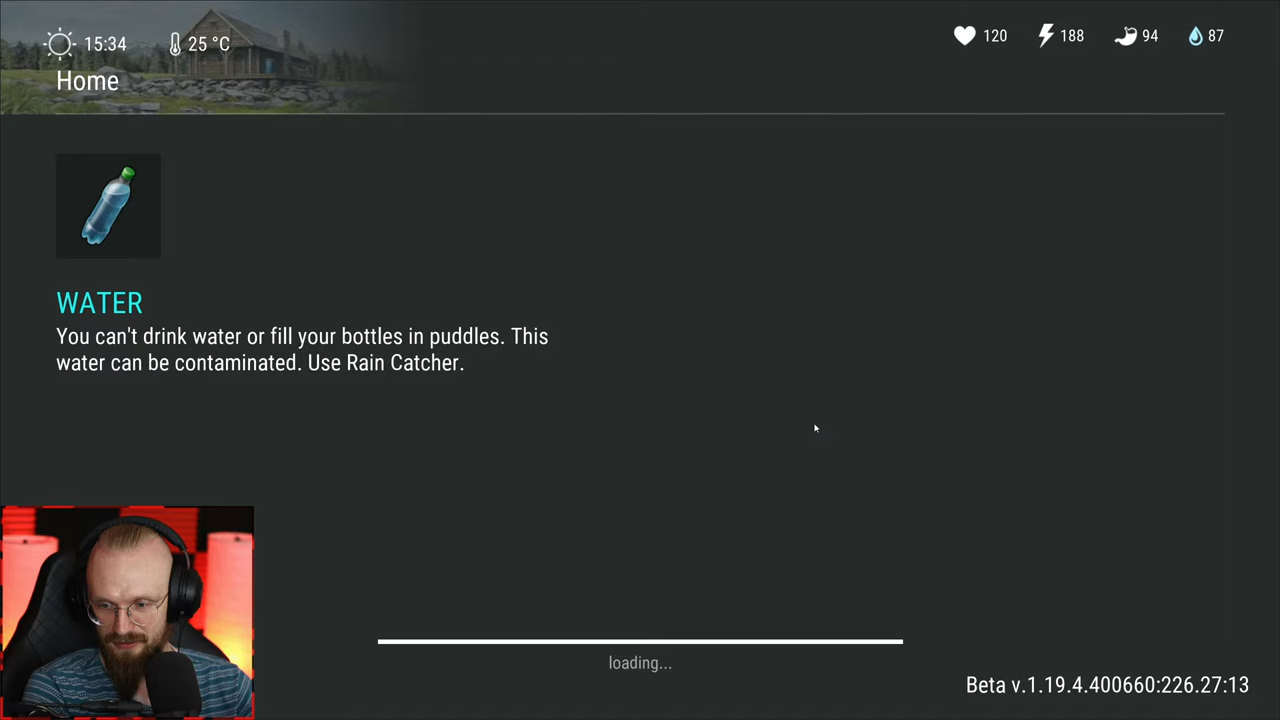 15:34
25 °C
120
188
94
87
Home
WATER
You can't drink water or fill your bottles in puddles. This
water can be contaminated. Use Rain Catcher.
loading...
Beta v.1.19.4.400660:226.27:13